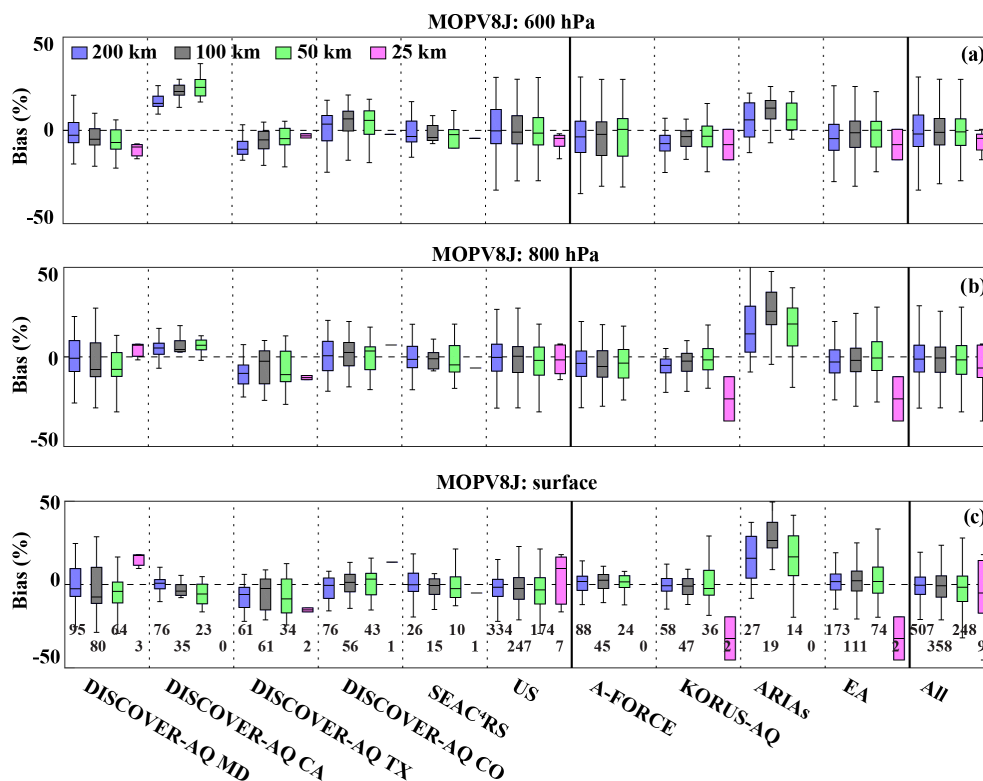 MOPV8J: 600 hPa
50
200 km 100 km 50 km 25 km
(a)
Bias (%)
0
-50
MOPV8J: 800 hPa
50
(b)
Bias (%)
0
-50
MOPV8J: surface
50
(c)
Bias (%)
0
95 64 76 23 61 34 76 43 26 10 334 174 88 24 58 36 27 14 173 74 507 248
80 3 35 0 61 2 56 1 15 1 247 7 45 0 47 2 19 0 111 2 358 9
-50
DISCOVER-AQ MD
DISCOVER-AQ CA
DISCOVER-AQ TX
DISCOVER-AQ CO
SEAC⁴RS
US
A-FORCE
KORUS-AQ
ARIAs
EA
All